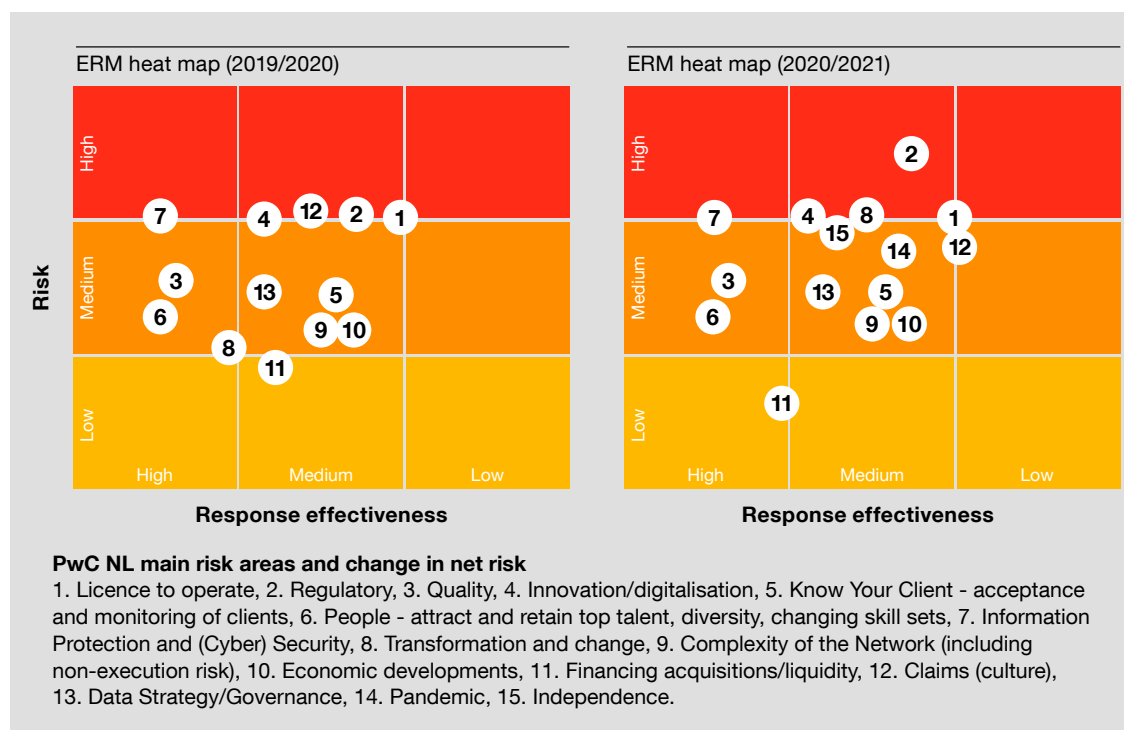 ERM heat map (2019/2020)
High
7
4
12
2
1
Risk
Medium
3
13
5
6
9
10
8
11
Low
High
Medium
Low
Response effectiveness
ERM heat map (2020/2021)
High
2
7
4
8
1
15
12
14
Medium
3
13
5
6
9
10
11
Low
High
Medium
Low
Response effectiveness
PwC NL main risk areas and change in net risk
1. Licence to operate, 2. Regulatory, 3. Quality, 4. Innovation/digitalisation, 5. Know Your Client - acceptance
and monitoring of clients, 6. People - attract and retain top talent, diversity, changing skill sets, 7. Information
Protection and (Cyber) Security, 8. Transformation and change, 9. Complexity of the Network (including
non-execution risk), 10. Economic developments, 11. Financing acquisitions/liquidity, 12. Claims (culture),
13. Data Strategy/Governance, 14. Pandemic, 15. Independence.